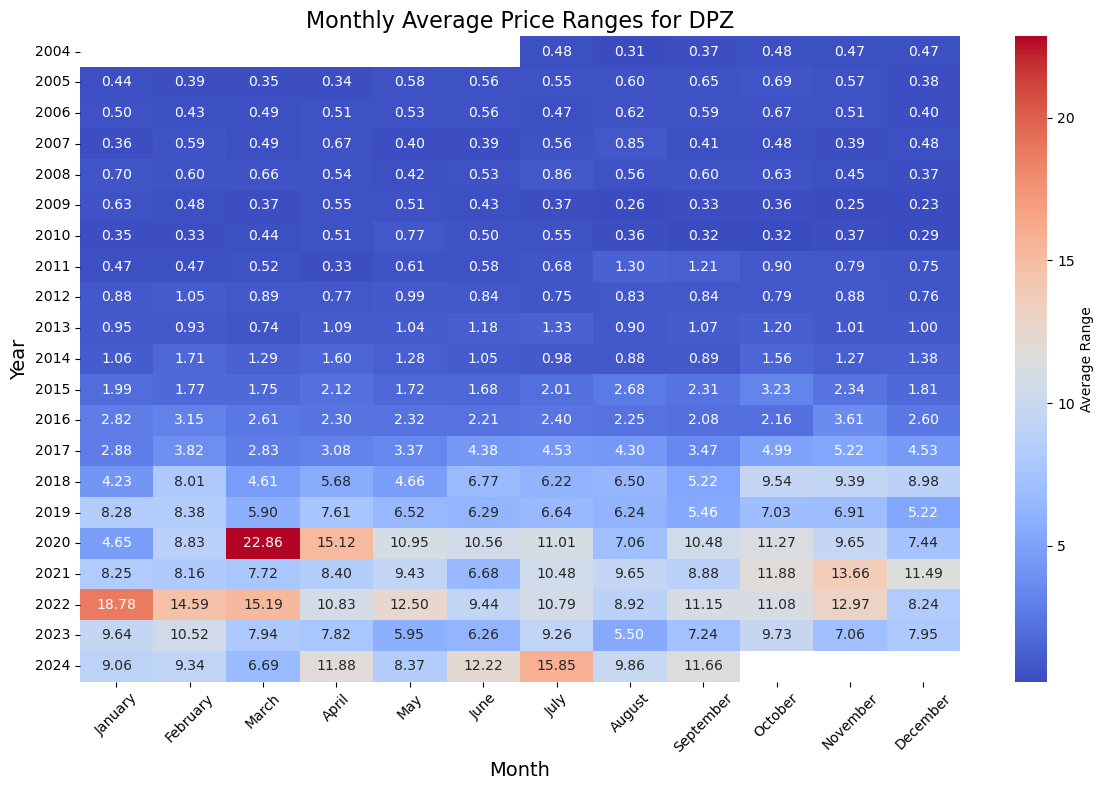 Monthly Average Price Ranges for DPZ
2004 0.48 0.31 0.37 0.48 0.47 0.47
2005 0.44 0.39 0.35 0.34 0.58 0.56 0.55 0.60 0.65 0.69 0.57 0.38
2006 0.50 0.43 0.49 0.51 0.53 0.56 0.47 0.62 0.59 0.67 0.51 0.40
2007 0.36 0.59 0.49 0.67 0.40 0.39 0.56 0.85 0.41 0.48 0.39 0.48
2008 0.70 0.60 0.66 0.54 0.42 0.53 0.86 0.56 0.60 0.63 0.45 0.37
2009 0.63 0.48 0.37 0.55 0.51 0.43 0.37 0.26 0.33 0.36 0.25 0.23
2010 0.35 0.33 0.44 0.51 0.77 0.50 0.55 0.36 0.32 0.32 0.37 0.29
2011 0.47 0.47 0.52 0.33 0.61 0.58 0.68 1.30 1.21 0.90 0.79 0.75
2012 0.88 1.05 0.89 0.77 0.99 0.84 0.75 0.83 0.84 0.79 0.88 0.76
2013 0.95 0.93 0.74 1.09 1.04 1.18 1.33 0.90 1.07 1.20 1.01 1.00
2014 1.06 1.71 1.29 1.60 1.28 1.05 0.98 0.88 0.89 1.56 1.27 1.38
2015 1.99 1.77 1.75 2.12 1.72 1.68 2.01 2.68 2.31 3.23 2.34 1.81
2016 2.82 3.15 2.61 2.30 2.32 2.21 2.40 2.25 2.08 2.16 3.61 2.60
2017 2.88 3.82 2.83 3.08 3.37 4.38 4.53 4.30 3.47 4.99 5.22 4.53
2018 4.23 8.01 4.61 5.68 4.66 6.77 6.22 6.50 5.22 9.54 9.39 8.98
2019 8.28 8.38 5.90 7.61 6.52 6.29 6.64 6.24 5.46 7.03 6.91 5.22
2020 4.65 8.83 22.86 15.12 10.95 10.56 11.01 7.06 10.48 11.27 9.65 7.44
2021 8.25 8.16 7.72 8.40 9.43 6.68 10.48 9.65 8.88 11.88 13.66 11.49
2022 18.78 14.59 15.19 10.83 12.50 9.44 10.79 8.92 11.15 11.08 12.97 8.24
2023 9.64 10.52 7.94 7.82 5.95 6.26 9.26 5.50 7.24 9.73 7.06 7.95
2024 9.06 9.34 6.69 11.88 8.37 12.22 15.85 9.86 11.66
January February March April May June July August September October November December
Month
Year
20
15
10
5
Average Range